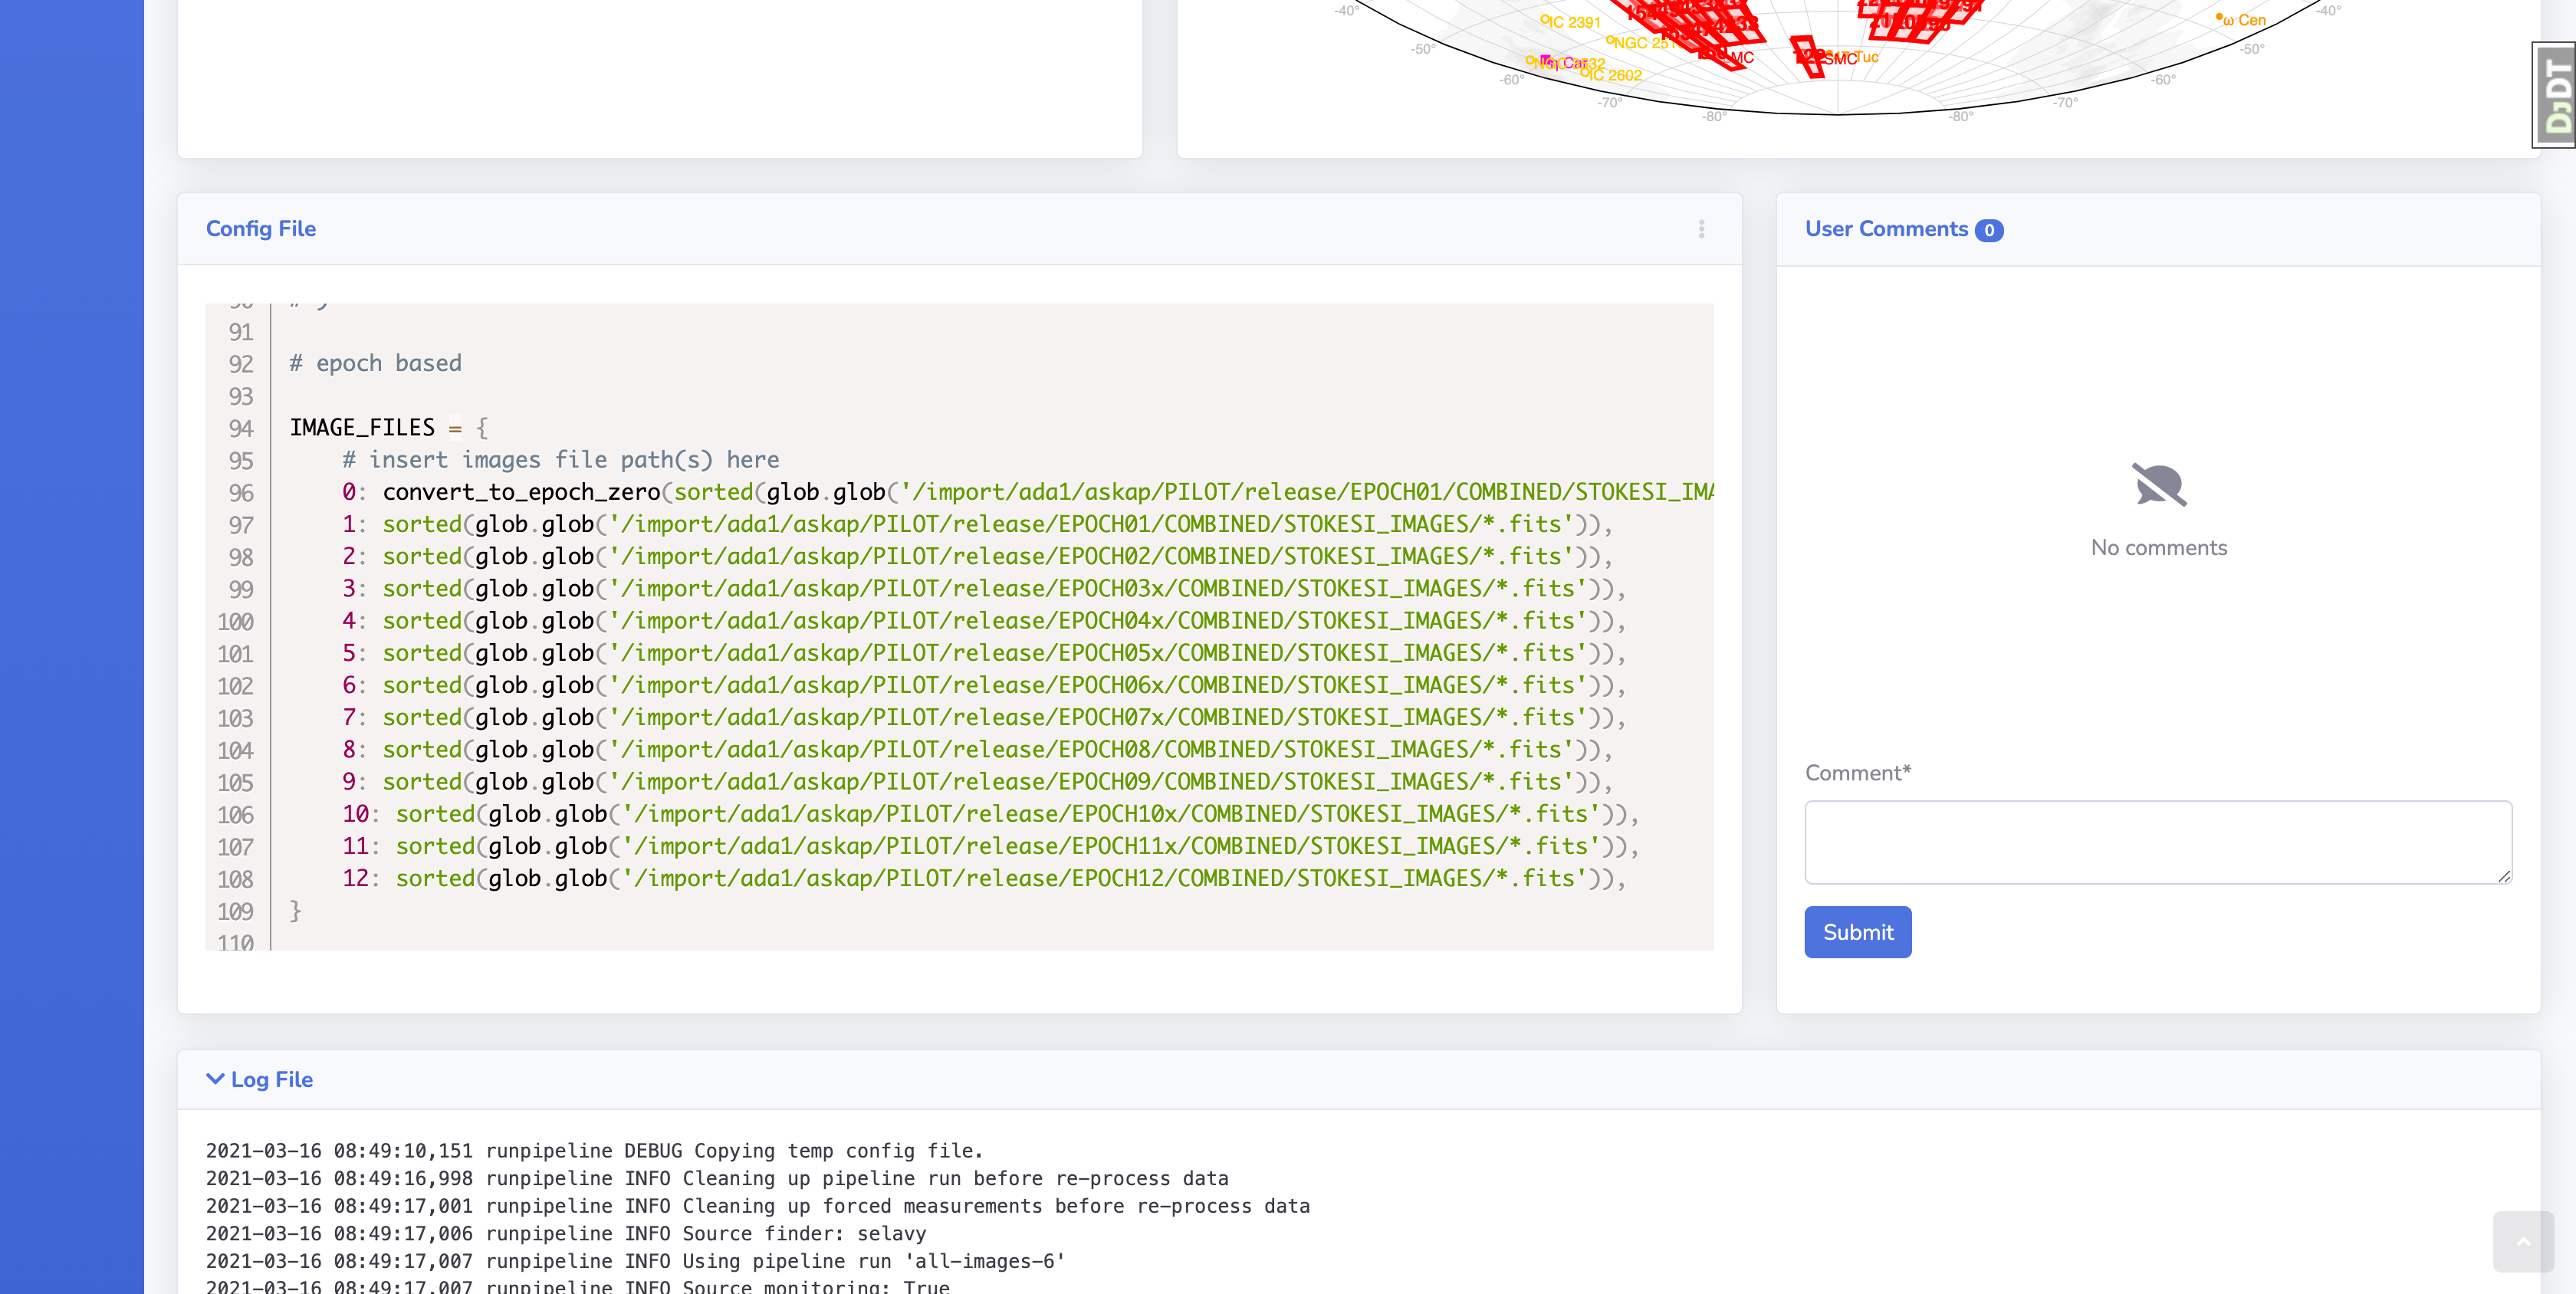 -40°
IC 2391
ω Cen
-40°
-50°
NGC 251
-50°
MC
SMC
Tuc
-60°
IC 2602
-60°
-70°
-70°
-80°
-80°
DJDT
Config File
User Comments 0
91
92 # epoch based
93
94 IMAGE_FILES = {
95 # insert images file path(s) here
96 0: convert_to_epoch_zero(sorted(glob.glob('/import/ada1/askap/PILOT/release/EPOCH01/COMBINED/STOKESI_IMA
97 1: sorted(glob.glob('/import/ada1/askap/PILOT/release/EPOCH01/COMBINED/STOKESI_IMAGES/*.fits')),
98 2: sorted(glob.glob('/import/ada1/askap/PILOT/release/EPOCH02/COMBINED/STOKESI_IMAGES/*.fits')),
99 3: sorted(glob.glob('/import/ada1/askap/PILOT/release/EPOCH03x/COMBINED/STOKESI_IMAGES/*.fits')),
100 4: sorted(glob.glob('/import/ada1/askap/PILOT/release/EPOCH04x/COMBINED/STOKESI_IMAGES/*.fits')),
101 5: sorted(glob.glob('/import/ada1/askap/PILOT/release/EPOCH05x/COMBINED/STOKESI_IMAGES/*.fits')),
102 6: sorted(glob.glob('/import/ada1/askap/PILOT/release/EPOCH06x/COMBINED/STOKESI_IMAGES/*.fits')),
103 7: sorted(glob.glob('/import/ada1/askap/PILOT/release/EPOCH07x/COMBINED/STOKESI_IMAGES/*.fits')),
104 8: sorted(glob.glob('/import/ada1/askap/PILOT/release/EPOCH08/COMBINED/STOKESI_IMAGES/*.fits')),
105 9: sorted(glob.glob('/import/ada1/askap/PILOT/release/EPOCH09/COMBINED/STOKESI_IMAGES/*.fits')),
106 10: sorted(glob.glob('/import/ada1/askap/PILOT/release/EPOCH10x/COMBINED/STOKESI_IMAGES/*.fits')),
107 11: sorted(glob.glob('/import/ada1/askap/PILOT/release/EPOCH11x/COMBINED/STOKESI_IMAGES/*.fits')),
108 12: sorted(glob.glob('/import/ada1/askap/PILOT/release/EPOCH12/COMBINED/STOKESI_IMAGES/*.fits')),
109 }
110
No comments
Comment*
Submit
Log File
2021-03-16 08:49:10,151 runpipeline DEBUG Copying temp config file.
2021-03-16 08:49:16,998 runpipeline INFO Cleaning up pipeline run before re-process data
2021-03-16 08:49:17,001 runpipeline INFO Cleaning up forced measurements before re-process data
2021-03-16 08:49:17,006 runpipeline INFO Source finder: selavy
2021-03-16 08:49:17,007 runpipeline INFO Using pipeline run 'all-images-6'
2021-03-16 08:49:17,007 runpipeline INFO Source monitoring: True